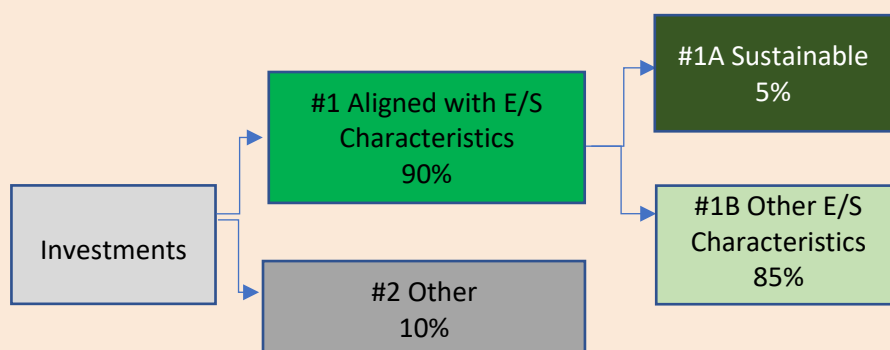 Investments
#1 Aligned with E/S
Characteristics
90%
#2 Other
10%
#1A Sustainable
5%
#1B Other E/S
Characteristics
85%